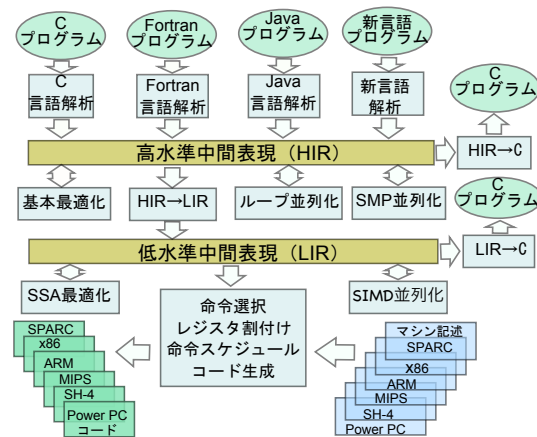 C
プログラム
Fortran
プログラム
Java
プログラム
新言語
プログラム
C
言語解析
Fortran
言語解析
Java
言語解析
新言語
解析
C
プログラム
高水準中間表現（HIR）
HIR→C
基本最適化
HIR→LIR
ループ並列化
SMP並列化
C
プログラム
低水準中間表現（LIR）
LIR→C
SSA最適化
命令選択
レジスタ割付け
命令スケジュール
コード生成
SIMD並列化
SPARC
x86
ARM
MIPS
SH-4
Power PC
コード
マシン記述
SPARC
X86
ARM
MIPS
SH-4
Power PC